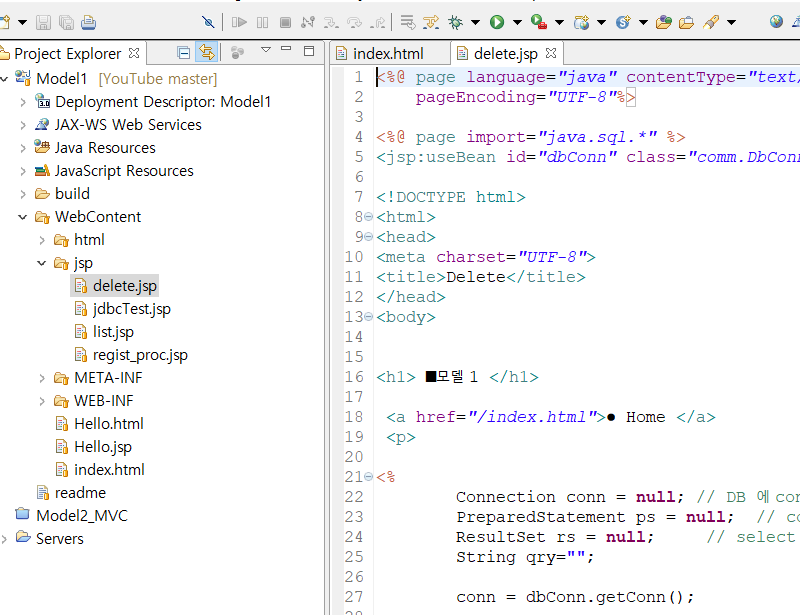 Project Explorer
index.html
delete.jsp
Model1 [YouTube master]
Deployment Descriptor: Model1
JAX-WS Web Services
Java Resources
JavaScript Resources
build
WebContent
html
jsp
delete.jsp
jdbcTest.jsp
list.jsp
regist_proc.jsp
META-INF
WEB-INF
Hello.html
Hello.jsp
index.html
readme
Model2_MVC
Servers
1 <%@ page language="java" contentType="text/
2 pageEncoding="UTF-8"%>
3
4 <%@ page import="java.sql.*" %>
5 <jsp:useBean id="dbConn" class="comm.DbConn
6
7 <!DOCTYPE html>
8 <html>
9 <head>
10 <meta charset="UTF-8">
11 <title>Delete</title>
12 </head>
13 <body>
14
15
16 <h1> ■모델 1 </h1>
17
18 <a href="/index.html">● Home </a>
19 <p>
20
21 <%
22 Connection conn = null; // DB 에 con
23 PreparedStatement ps = null; // co
24 ResultSet rs = null; // select
25 String qry="";
26
27 conn = dbConn.getConn();